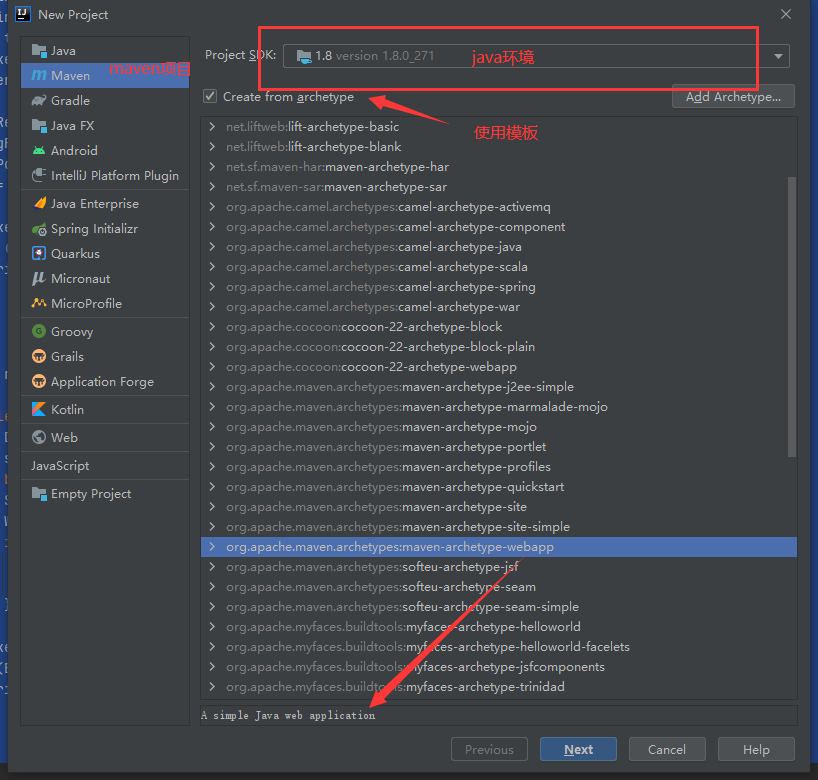 New Project
Java
Maven
maven项目
Gradle
Java FX
Android
IntelliJ Platform Plugin
Java Enterprise
Spring Initializr
Quarkus
Micronaut
MicroProfile
Groovy
Grails
Application Forge
Kotlin
Web
JavaScript
Empty Project
Project SDK:
1.8 version 1.8.0_271
java环境
Create from archetype
Add Archetype...
使用模板
net.liftweb:lift-archetype-basic
net.liftweb:lift-archetype-blank
net.sf.maven-har:maven-archetype-har
net.sf.maven-sar:maven-archetype-sar
org.apache.camel.archetypes:camel-archetype-activemq
org.apache.camel.archetypes:camel-archetype-component
org.apache.camel.archetypes:camel-archetype-java
org.apache.camel.archetypes:camel-archetype-scala
org.apache.camel.archetypes:camel-archetype-spring
org.apache.camel.archetypes:camel-archetype-war
org.apache.cocoon:cocoon-22-archetype-block
org.apache.cocoon:cocoon-22-archetype-block-plain
org.apache.cocoon:cocoon-22-archetype-webapp
org.apache.maven.archetypes:maven-archetype-j2ee-simple
org.apache.maven.archetypes:maven-archetype-marmalade-mojo
org.apache.maven.archetypes:maven-archetype-mojo
org.apache.maven.archetypes:maven-archetype-portlet
org.apache.maven.archetypes:maven-archetype-profiles
org.apache.maven.archetypes:maven-archetype-quickstart
org.apache.maven.archetypes:maven-archetype-site
org.apache.maven.archetypes:maven-archetype-site-simple
org.apache.maven.archetypes:maven-archetype-webapp
org.apache.maven.archetypes:softeu-archetype-jsf
org.apache.maven.archetypes:softeu-archetype-seam
org.apache.maven.archetypes:softeu-archetype-seam-simple
org.apache.myfaces.buildtools:myfaces-archetype-helloworld
org.apache.myfaces.buildtools:myfaces-archetype-helloworld-facelets
org.apache.myfaces.buildtools:myfaces-archetype-jsfcomponents
org.apache.myfaces.buildtools:myfaces-archetype-trinidad
A simple Java web application
Previous
Next
Cancel
Help